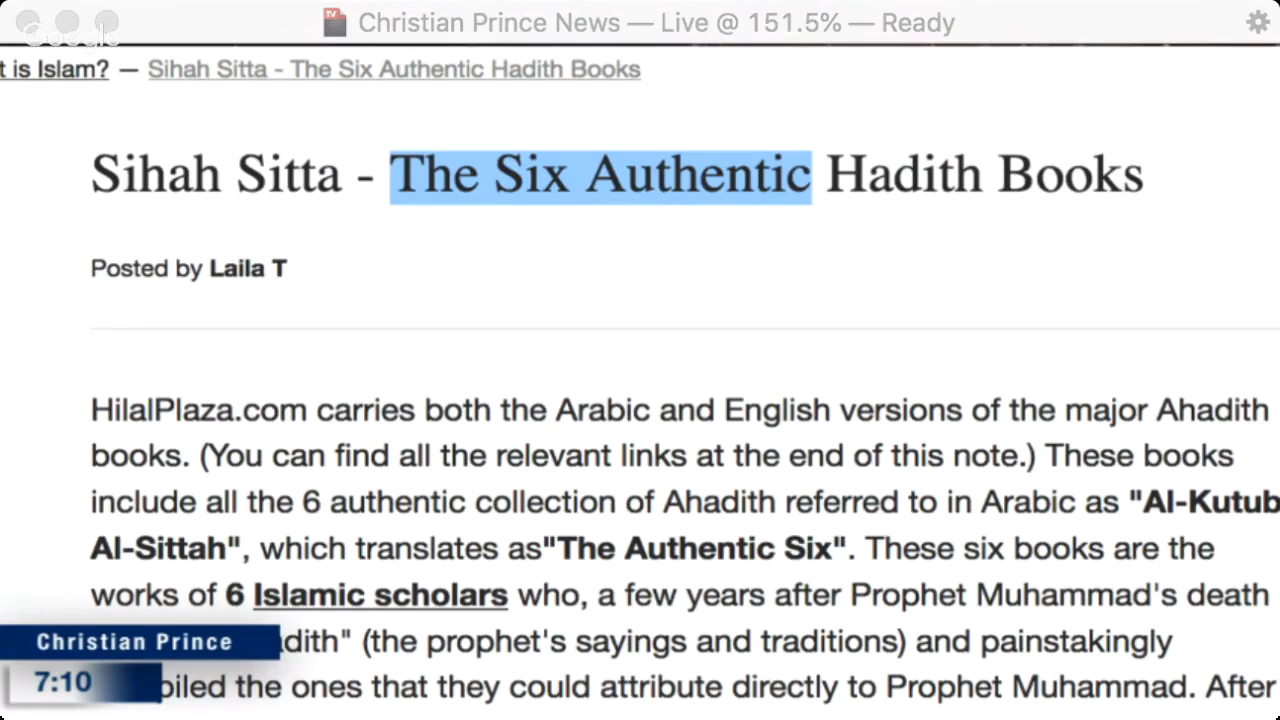 TV Christian Prince News — Live @ 151.5% — Ready
Google
t is Islam? — Sihah Sitta - The Six Authentic Hadith Books
Sihah Sitta - The Six Authentic Hadith Books
Posted by Laila T
HilalPlaza.com carries both the Arabic and English versions of the major Ahadith
books. (You can find all the relevant links at the end of this note.) These books
include all the 6 authentic collection of Ahadith referred to in Arabic as "Al-Kutub
Al-Sittah", which translates as"The Authentic Six". These six books are the
works of 6 Islamic scholars who, a few years after Prophet Muhammad's death
dith" (the prophet's sayings and traditions) and painstakingly
piled the ones that they could attribute directly to Prophet Muhammad. After
Christian Prince
7:10